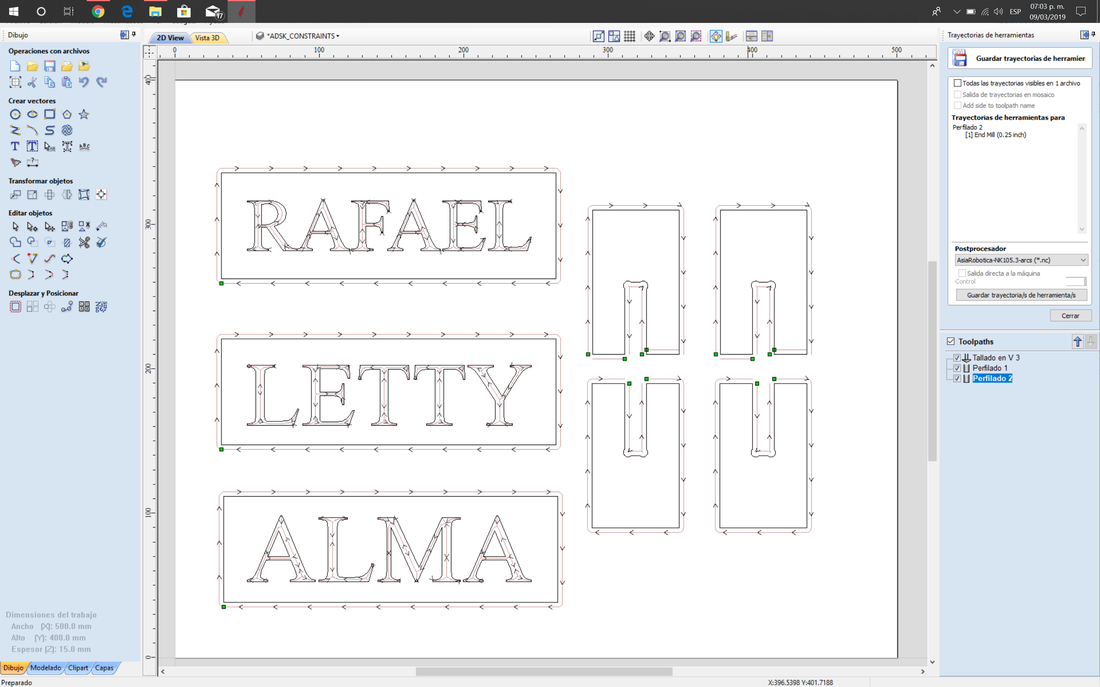 17
ESP
07:03 p. m.
09/03/2019
Dibujo
Operaciones con archivos
Crear vectores
Transformar objetos
Editar objetos
Desplazar y Posicionar
Dimensiones del trabajo
Ancho (X): 500.0 mm
Alto (Y): 400.0 mm
Espesor (Z): 15.0 mm
Dibujo Modelado Clipart Capas
Preparado
2D View Vista 3D
*ADSK_CONSTRAINTS
0 100 200 300 400 500
400
300
200
100
0
RAFAEL
LETTY
ALMA
X:396.5398 Y:401.7188
Trayectorias de herramientas
Guardar trayectorias de herramier
Todas las trayectorias visibles en 1 archivo
Salida de trayectorias en mosaico
Add side to toolpath name
Trayectorias de herramientas para
Perfilado 2
[1] End Mill (0.25 inch)
Postprocesador
AsiaRobotica-NK105.3-arcs (*.nc)
Salida directa a la máquina
Control
Guardar trayectoria/s de herramienta/s
Cerrar
Toolpaths
Tallado en V 3
Perfilado 1
Perfilado 2